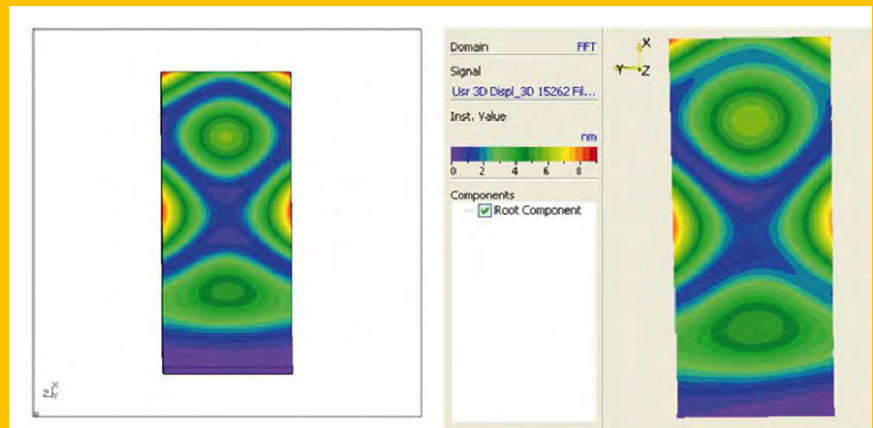 Domain FFT
Signal
Usr 3D Displ_3D 15262 Fil...
Inst. Value
nm
0 2 4 6 8
Components
Root Component
X
Y Z
X
Z Y